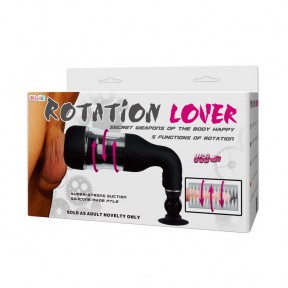 ROTATION LOVER
SECRET WEAPONS OF THE BODY HAPPY
5 FUNCTIONS OF ROTATION
SUPER-STRONG SUCTION
SILICONE MADE
SOLD AS ADULT NOVELTY ONLY